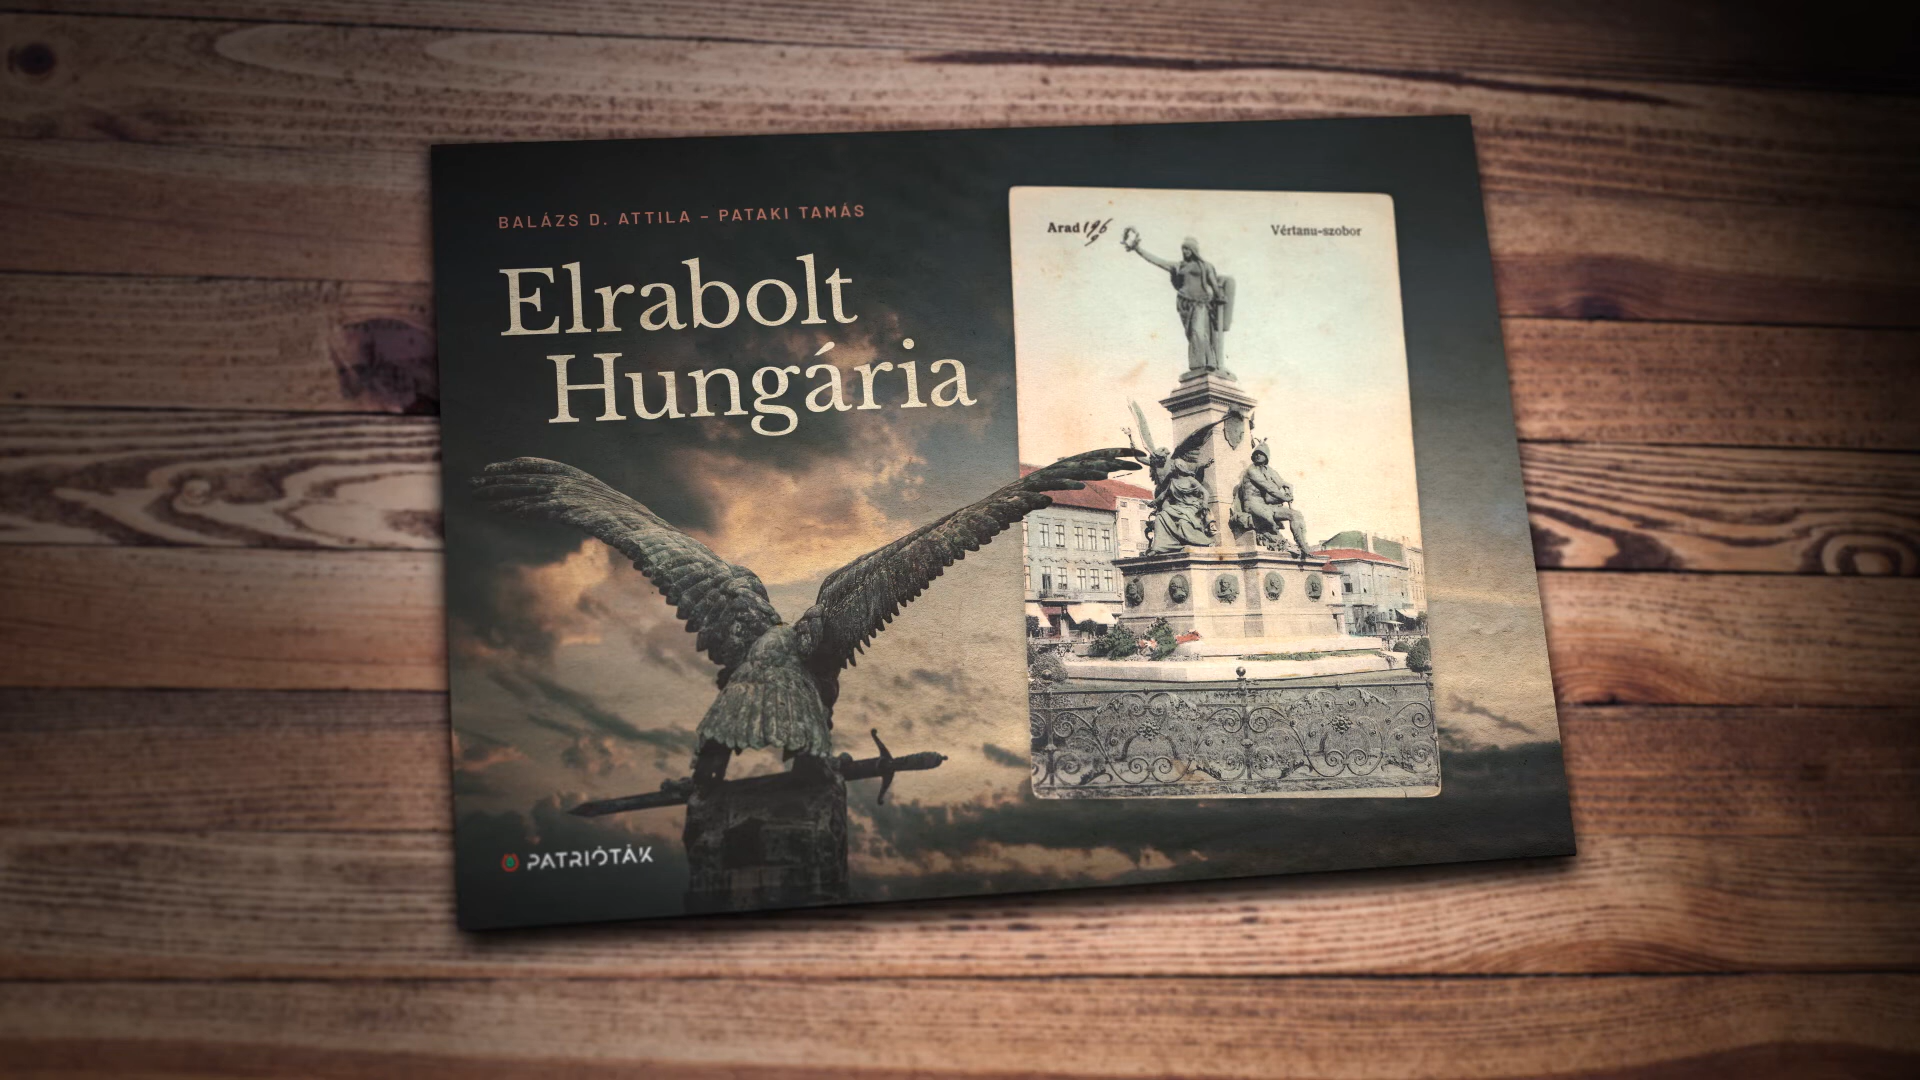 BALÁZS D. ATTILA – PATAKI TAMÁS
Elrabolt
Hungária
Arad
Vértanu-szobor
PATRIÓTÁK